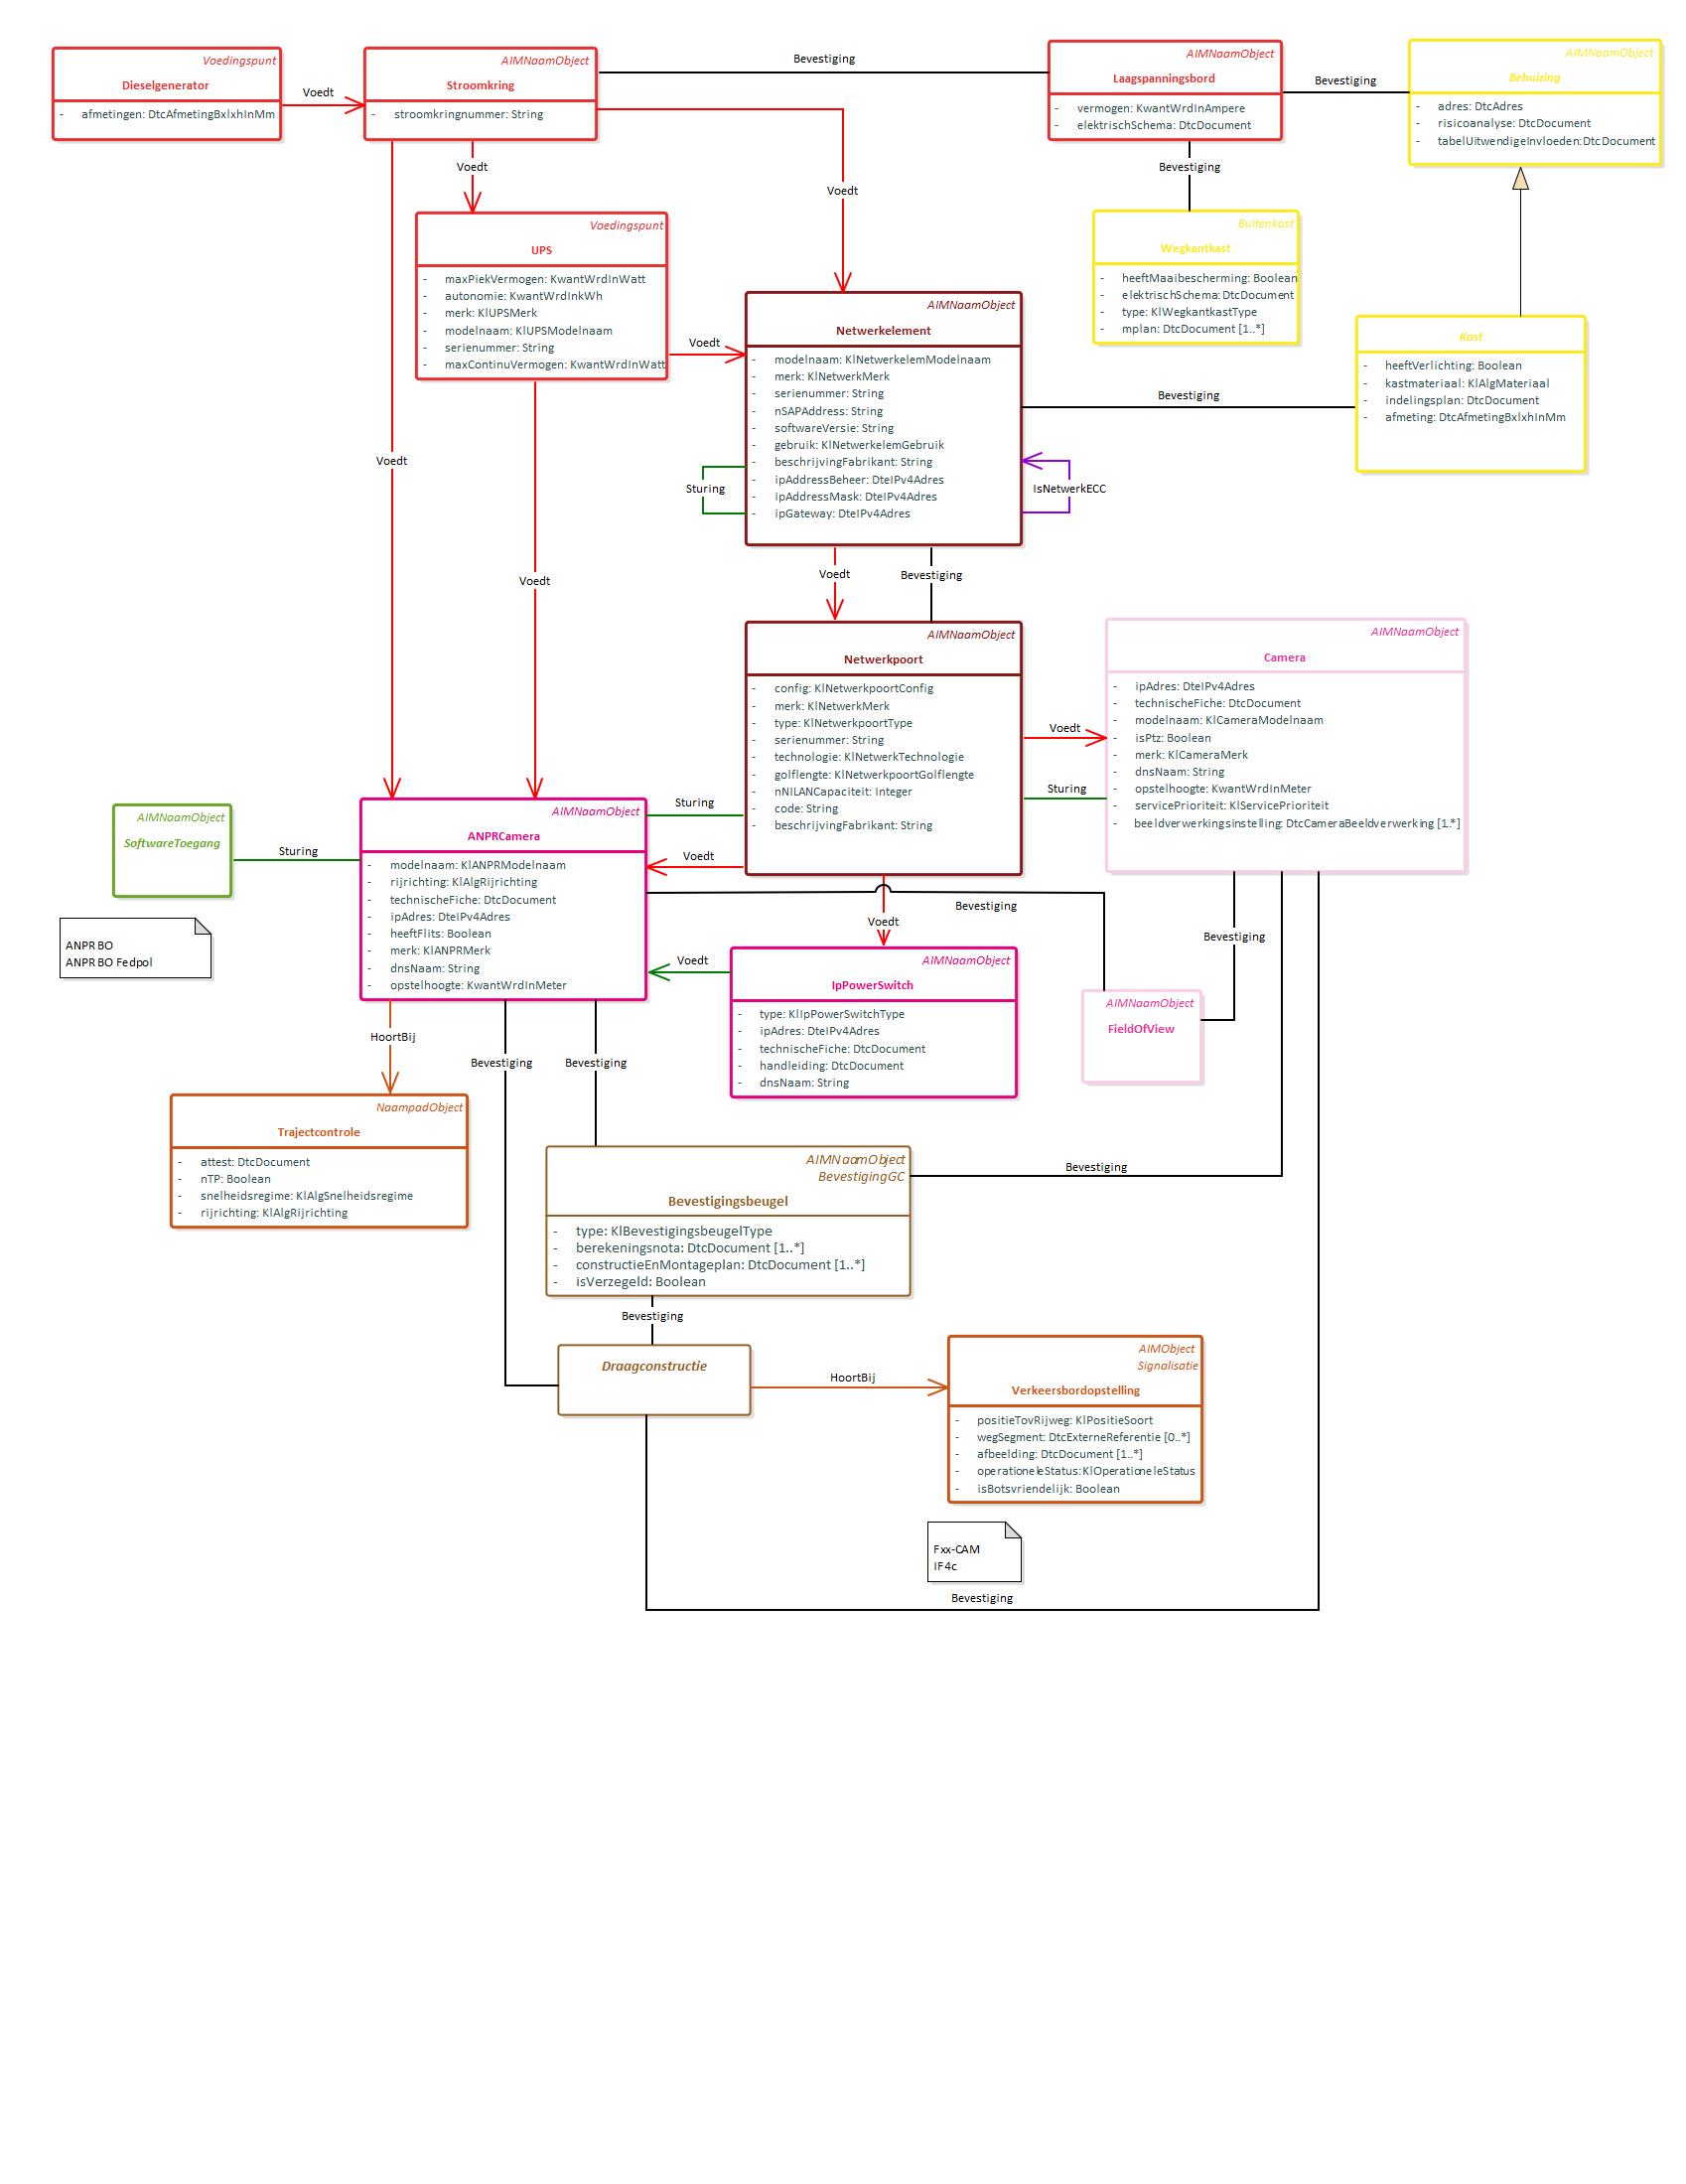 Voedingspunt
Dieselgenerator
- afmetingen: DtcAfmetingBxlxhInMm
Voedt
AIMNaamObject
Stroomkring
- stroomkringnummer: String
Bevestiging
AIMNaamObject
Laagspanningsbord
- vermogen: KwantWrdInAmpere
- elektrischSchema: DtcDocument
Bevestiging
AIMNaamObject
Behuizing
- adres: DtcAdres
- risicoanalyse: DtcDocument
- tabelUitwendigeInvloeden: DtcDocument
Voedt
Voedt
Bevestiging
Voedingspunt
UPS
- maxPiekVermogen: KwantWrdInWatt
- autonomie: KwantWrdInkWh
- merk: KlUPSMerk
- modelnaam: KlUPSModelnaam
- serienummer: String
- maxContinuVermogen: KwantWrdInWatt
Buitenkast
Wegkantkast
- heeftMaaibescherming: Boolean
- elektrischSchema: DtcDocument
- type: KlWegkantkastType
- mplan: DtcDocument [1..*]
Voedt
AIMNaamObject
Netwerkelement
- modelnaam: KlNetwerkelemModelnaam
- merk: KlNetwerkMerk
- serienummer: String
- nSAPAddress: String
- softwareVersie: String
- gebruik: KlNetwerkelemGebruik
- beschrijvingFabrikant: String
- ipAddressBeheer: DteIPv4Adres
- ipAddressMask: DteIPv4Adres
- ipGateway: DteIPv4Adres
Bevestiging
Kast
- heeftVerlichting: Boolean
- kastmateriaal: KlAlgMateriaal
- indelingsplan: DtcDocument
- afmeting: DtcAfmetingBxlxhInMm
Voedt
Sturing
IsNetwerkECC
Voedt
Voedt
Bevestiging
AIMNaamObject
Netwerkpoort
- config: KlNetwerkpoortConfig
- merk: KlNetwerkMerk
- type: KlNetwerkpoortType
- serienummer: String
- technologie: KlNetwerkTechnologie
- golflengte: KlNetwerkpoortGolflengte
- nNILANCapaciteit: Integer
- code: String
- beschrijvingFabrikant: String
Voedt
Sturing
AIMNaamObject
Camera
- ipAdres: DteIPv4Adres
- technischeFiche: DtcDocument
- modelnaam: KlCameraModelnaam
- isPtz: Boolean
- merk: KlCameraMerk
- dnsNaam: String
- opstelhoogte: KwantWrdInMeter
- servicePrioriteit: KlServicePrioriteit
- beeldverwerkingsinstelling: DtcCameraBeeldverwerking [1..*]
AIMNaamObject
SoftwareToegang
Sturing
AIMNaamObject
ANPRCamera
- modelnaam: KlANPRModelnaam
- rijrichting: KlAlgRijrichting
- technischeFiche: DtcDocument
- ipAdres: DteIPv4Adres
- heeftFlits: Boolean
- merk: KlANPRMerk
- dnsNaam: String
- opstelhoogte: KwantWrdInMeter
Sturing
Voedt
Bevestiging
Voedt
Bevestiging
ANPR BO
ANPR BO Fedpol
Voedt
AIMNaamObject
IpPowerSwitch
- type: KlIpPowerSwitchType
- ipAdres: DteIPv4Adres
- technischeFiche: DtcDocument
- handleiding: DtcDocument
- dnsNaam: String
AIMNaamObject
FieldOfView
HoortBij
Bevestiging
Bevestiging
NaampadObject
Trajectcontrole
- attest: DtcDocument
- nTP: Boolean
- snelheidsregime: KlAlgSnelheidsregime
- rijrichting: KlAlgRijrichting
AIMNaamObject
BevestigingGC
Bevestigingsbeugel
- type: KlBevestigingsbeugelType
- berekeningsnota: DtcDocument [1..*]
- constructieEnMontageplan: DtcDocument [1..*]
- isVerzegeld: Boolean
Bevestiging
Bevestiging
Draagconstructie
HoortBij
AIMObject
Signalisatie
Verkeersbordopstelling
- positieTovRijweg: KlPositieSoort
- wegSegment: DtcExterneReferentie [0..*]
- afbeelding: DtcDocument [1..*]
- operationeleStatus: KlOperationeleStatus
- isBotsvriendelijk: Boolean
Fxx-CAM
IF4c
Bevestiging